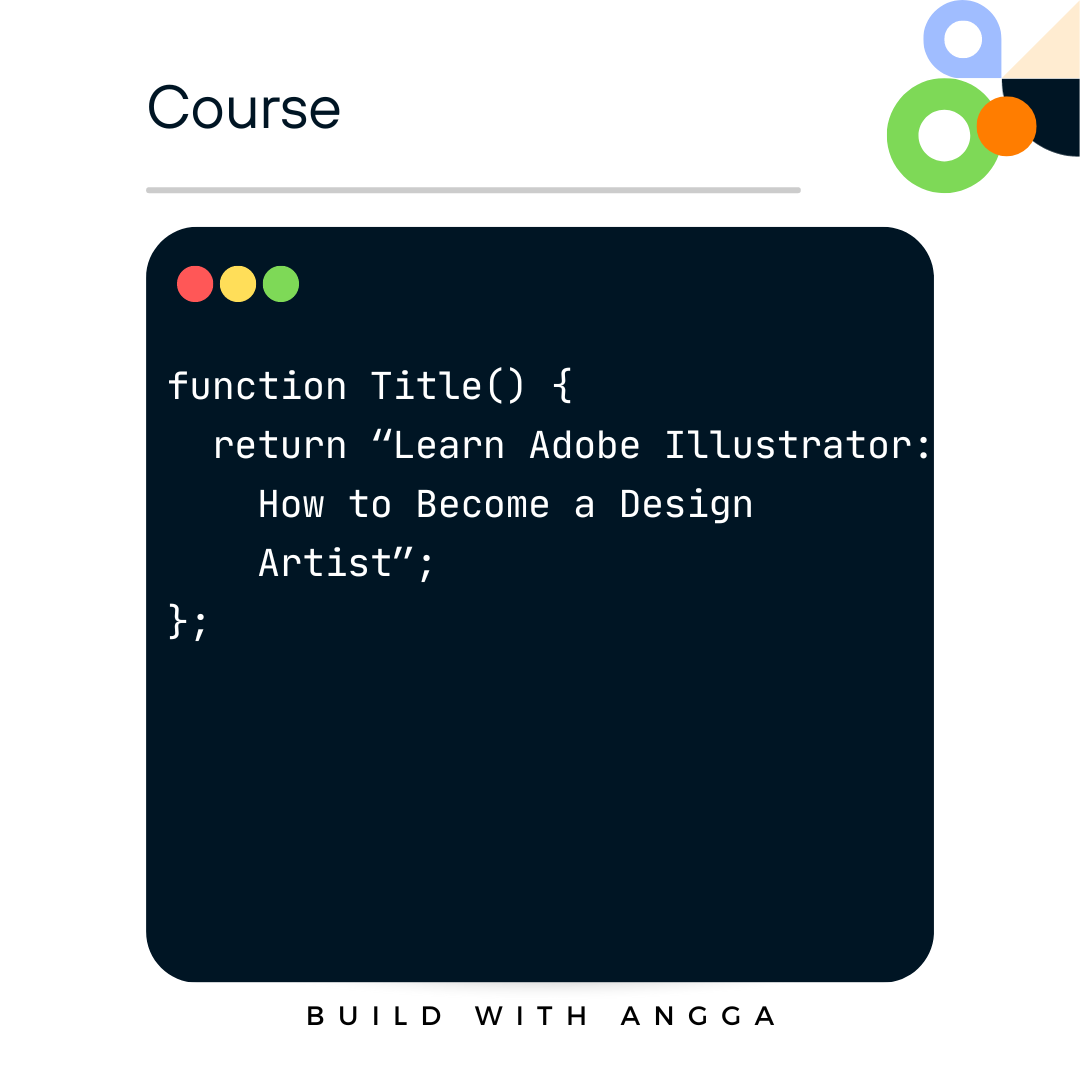 Course
function Title() {
  return “Learn Adobe Illustrator:
    How to Become a Design
    Artist”;
};
BUILD WITH ANGGA